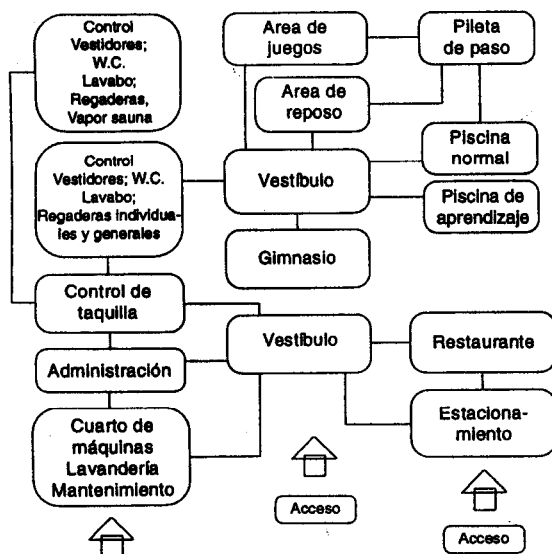 Control
Vestidores;
W.C.
Lavabo;
Regaderas,
Vapor sauna
Area de
juegos
Pileta
de paso
Area de
reposo
Control
Vestidores; W.C.
Lavabo;
Regaderas individua-
les y generales
Vestíbulo
Piscina
normal
Piscina de
aprendizaje
Gimnasio
Control de
taquilla
Vestíbulo
Restaurante
Administración
Estaciona-
miento
Cuarto de
máquinas
Lavandería
Mantenimiento
Acceso
Acceso